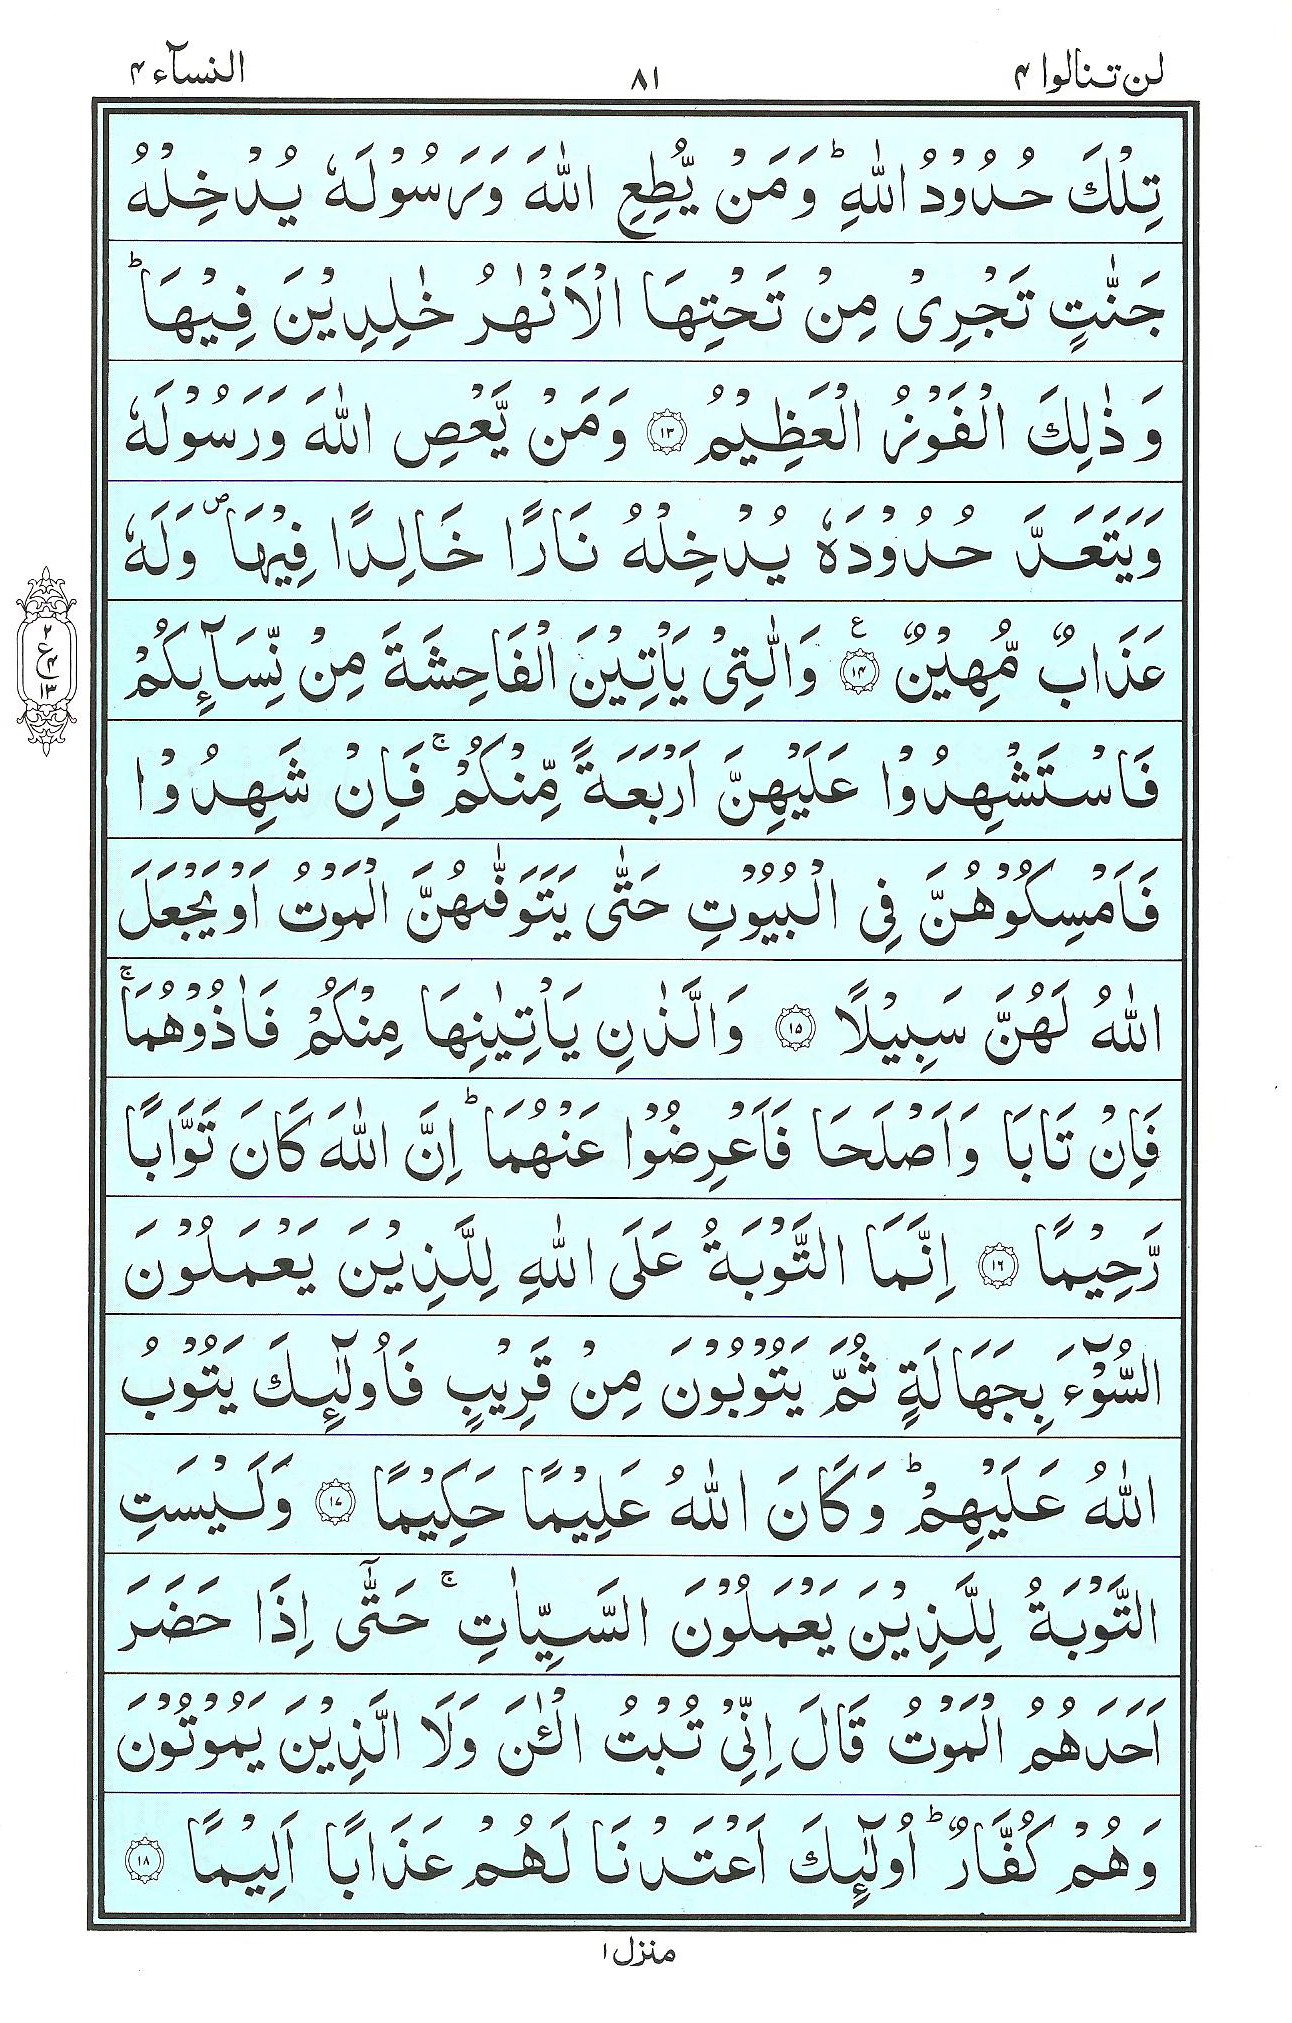 لن تنالوا ۴
۸۱
النسآء ۴
تِلْكَ حُدُوْدُ اللّٰهِ ؕ وَمَنْ يُّطِعِ اللّٰهَ وَرَسُوْلَهٗ يُدْخِلْهُ
جَنّٰتٍ تَجْرِىْ مِنْ تَحْتِهَا الْاَنْهٰرُ خٰلِدِيْنَ فِيْهَا ؕ
وَذٰلِكَ الْفَوْزُ الْعَظِيْمُ ۱۳ وَمَنْ يَّعْصِ اللّٰهَ وَرَسُوْلَهٗ
وَيَتَعَدَّ حُدُوْدَهٗ يُدْخِلْهُ نَارًا خَالِدًا فِيْهَا ص وَلَهٗ
عَذَابٌ مُّهِيْنٌ ۱۴ ع وَالّٰتِىْ يَاْتِيْنَ الْفَاحِشَةَ مِنْ نِّسَآئِكُمْ
۲
ع ۴
۱۳
فَاسْتَشْهِدُوْا عَلَيْهِنَّ اَرْبَعَةً مِّنْكُمْ ۚ فَاِنْ شَهِدُوْا
فَاَمْسِكُوْهُنَّ فِى الْبُيُوْتِ حَتّٰى يَتَوَفّٰىهُنَّ الْمَوْتُ اَوْ يَجْعَلَ
اللّٰهُ لَهُنَّ سَبِيْلًا ۱۵ وَالَّذٰنِ يَاْتِيٰنِهَا مِنْكُمْ فَاٰذُوْهُمَا ۚ
فَاِنْ تَابَا وَاَصْلَحَا فَاَعْرِضُوْا عَنْهُمَا ؕ اِنَّ اللّٰهَ كَانَ تَوَّابًا
رَّحِيْمًا ۱۶ اِنَّمَا التَّوْبَةُ عَلَى اللّٰهِ لِلَّذِيْنَ يَعْمَلُوْنَ
السُّوْٓءَ بِجَهَالَةٍ ثُمَّ يَتُوْبُوْنَ مِنْ قَرِيْبٍ فَاُولٰٓئِكَ يَتُوْبُ
اللّٰهُ عَلَيْهِمْ ؕ وَكَانَ اللّٰهُ عَلِيْمًا حَكِيْمًا ۱۷ وَلَيْسَتِ
التَّوْبَةُ لِلَّذِيْنَ يَعْمَلُوْنَ السَّيِّاٰتِ ۚ حَتّٰٓى اِذَا حَضَرَ
اَحَدَهُمُ الْمَوْتُ قَالَ اِنِّىْ تُبْتُ الْـٰٔنَ وَلَا الَّذِيْنَ يَمُوْتُوْنَ
وَهُمْ كُفَّارٌ ؕ اُولٰٓئِكَ اَعْتَدْنَا لَهُمْ عَذَابًا اَلِيْمًا ۱۸
منزل ۱